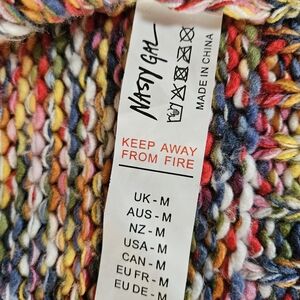 NASTY GAL
MADE IN CHINA
KEEP AWAY
FROM FIRE
UK - M
AUS - M
NZ - M
USA - M
CAN - M
EU FR - M
EU DE - M